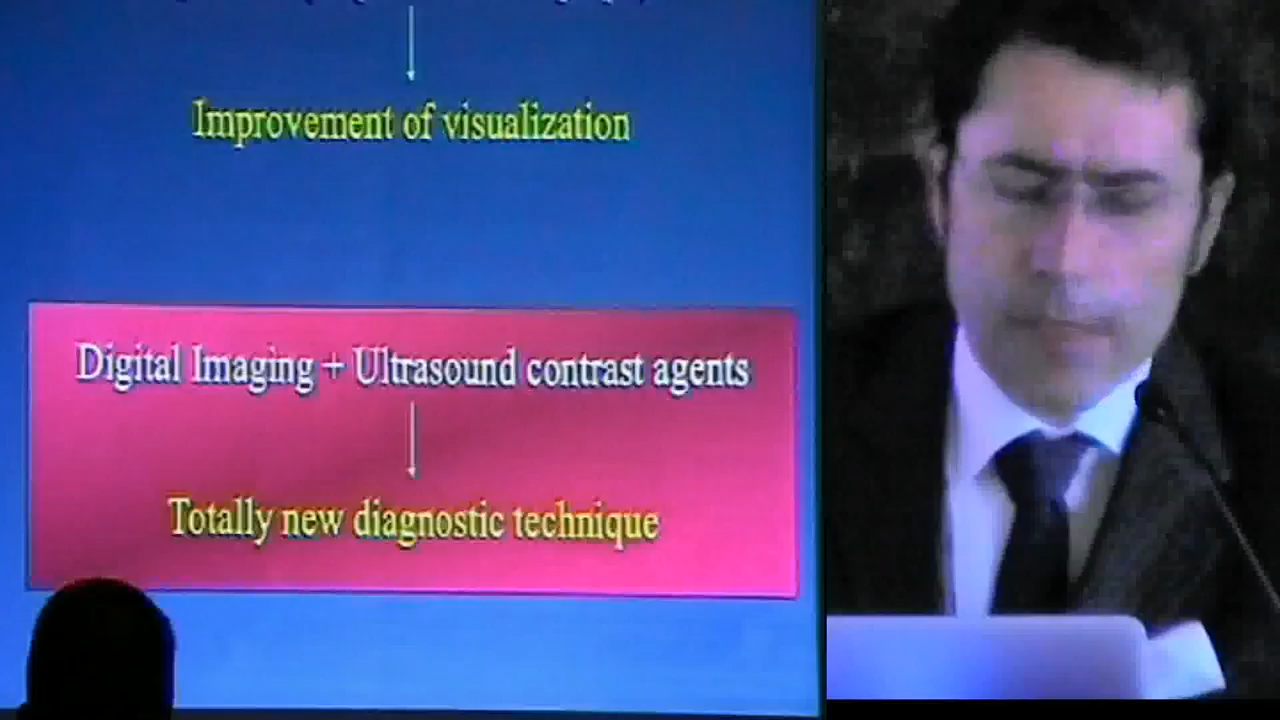 Improvement of visualization
Digital Imaging + Ultrasound contrast agents
Totally new diagnostic technique